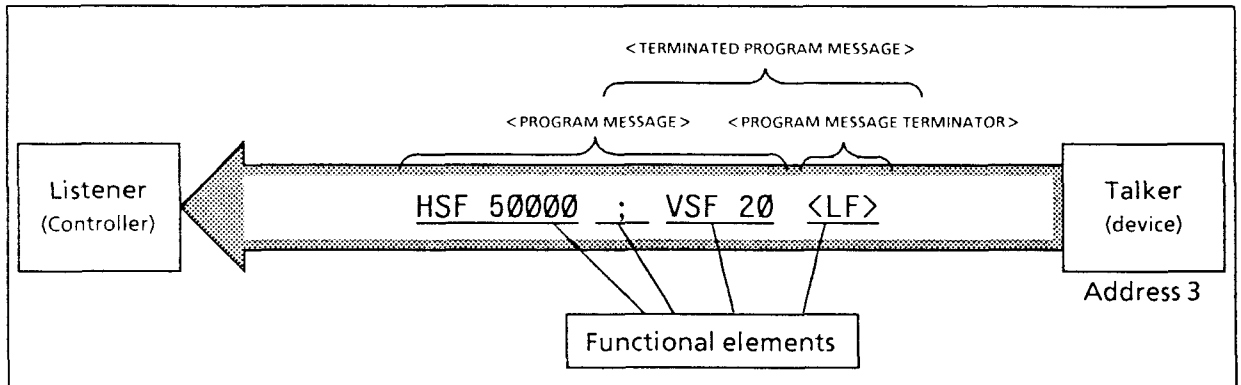 <TERMINATED PROGRAM MESSAGE>
<PROGRAM MESSAGE> <PROGRAM MESSAGE TERMINATOR>
Listener
(Controller)
HSF 50000 ; VSF 20 <LF>
Talker
(device)
Address 3
Functional elements